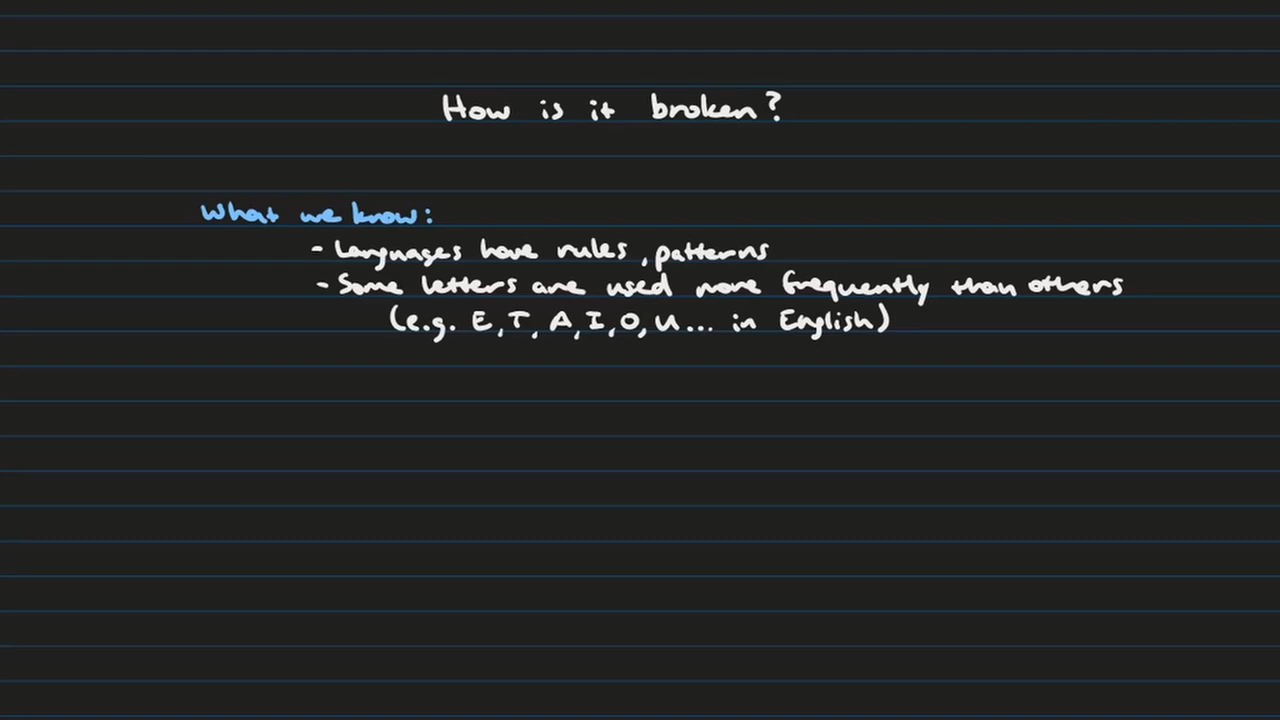 How is it broken?
What we know:
- Languages have rules, patterns
- Some letters are used more frequently than others
(e.g. E, T, A, I, O, U... in English)